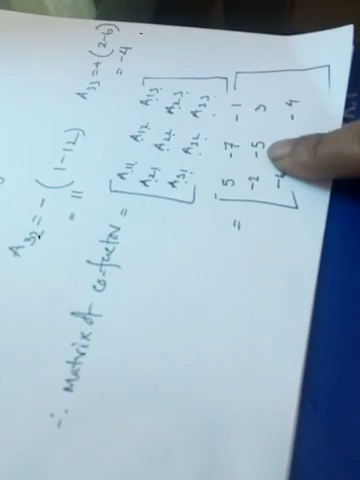 A32 = - (1-12)
= 11
A33 = + (2-6)
= -4
∴ Matrix of co-factor = [ A11 A12 A13
A21 A22 A23
A31 A32 A33 ]
= [ 5 -7 -1
-2 -5 3
-4 ]